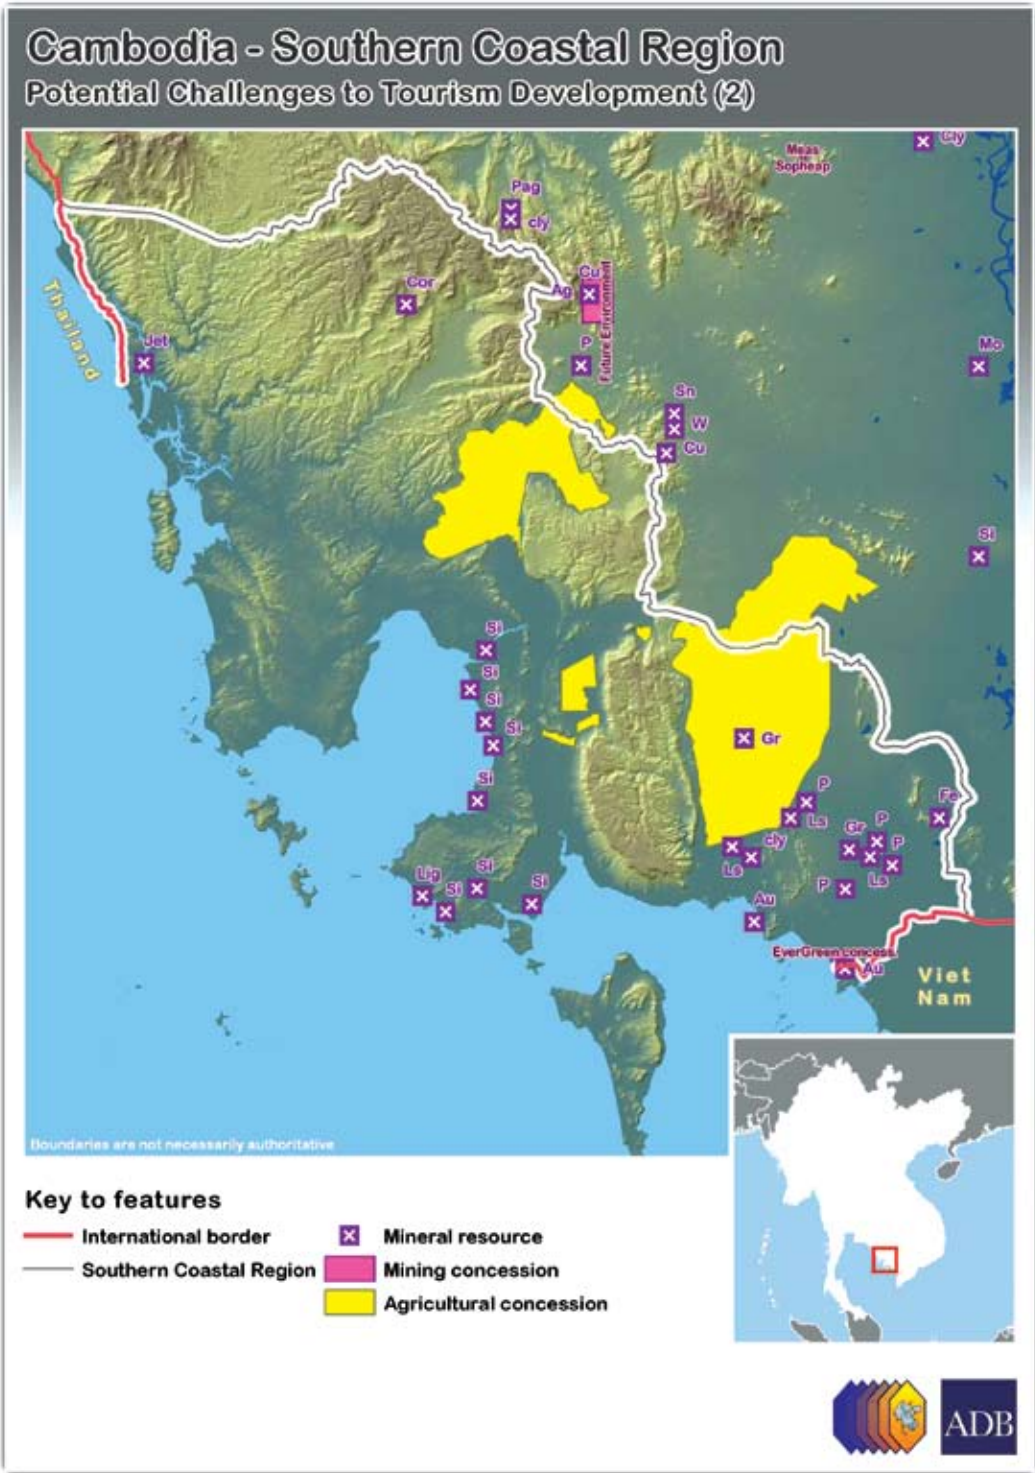 Cambodia - Southern Coastal Region
Potential Challenges to Tourism Development (2)
Cly
Meas
Sopheap
Pag
cly
Cu
Ag
Future Environment
Cor
Thailand
Jet
P
Mo
Sn
W
Cu
Si
Si
Si
Si
Si
Gr
Si
P
Ls
Fe
Gr
P
P
cly
Ls
Ls
P
Lig
Si
Si
Si
Au
EverGreen concess.
Au
Viet
Nam
Boundaries are not necessarily authoritative
Key to features
International border
Mineral resource
Southern Coastal Region
Mining concession
Agricultural concession
ADB